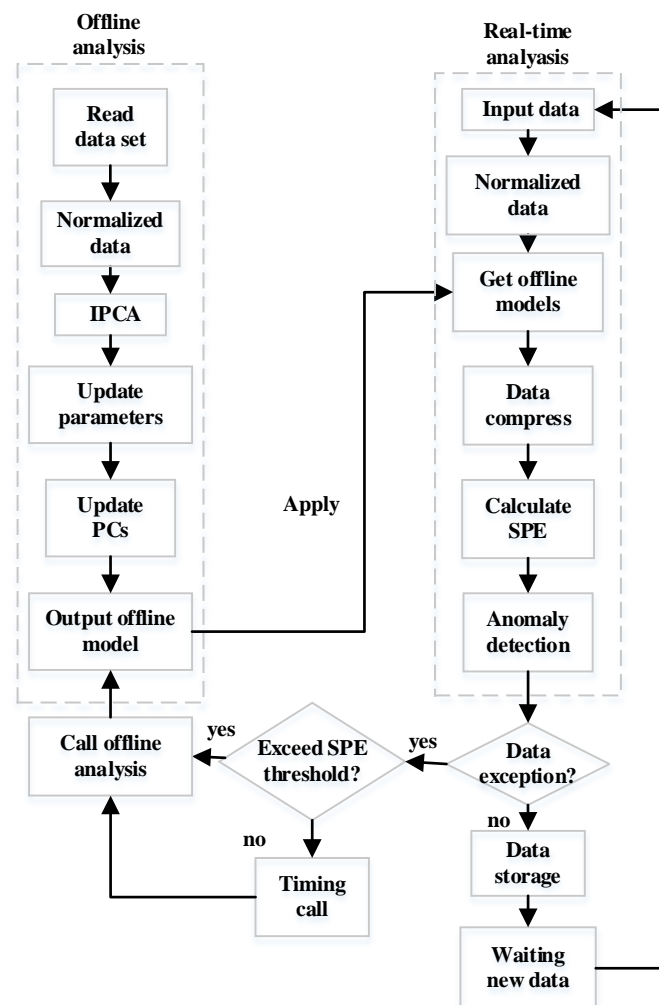 Offline
analysis
Read
data set
Normalized
data
IPCA
Update
parameters
Update
PCs
Output offline
model
Call offline
analysis
Apply
Real-time
analyasis
Input data
Normalized
data
Get offline
models
Data
compress
Calculate
SPE
Anomaly
detection
Data
exception?
yes
Exceed SPE
threshold?
yes
no
Timing
call
no
Data
storage
Waiting
new data